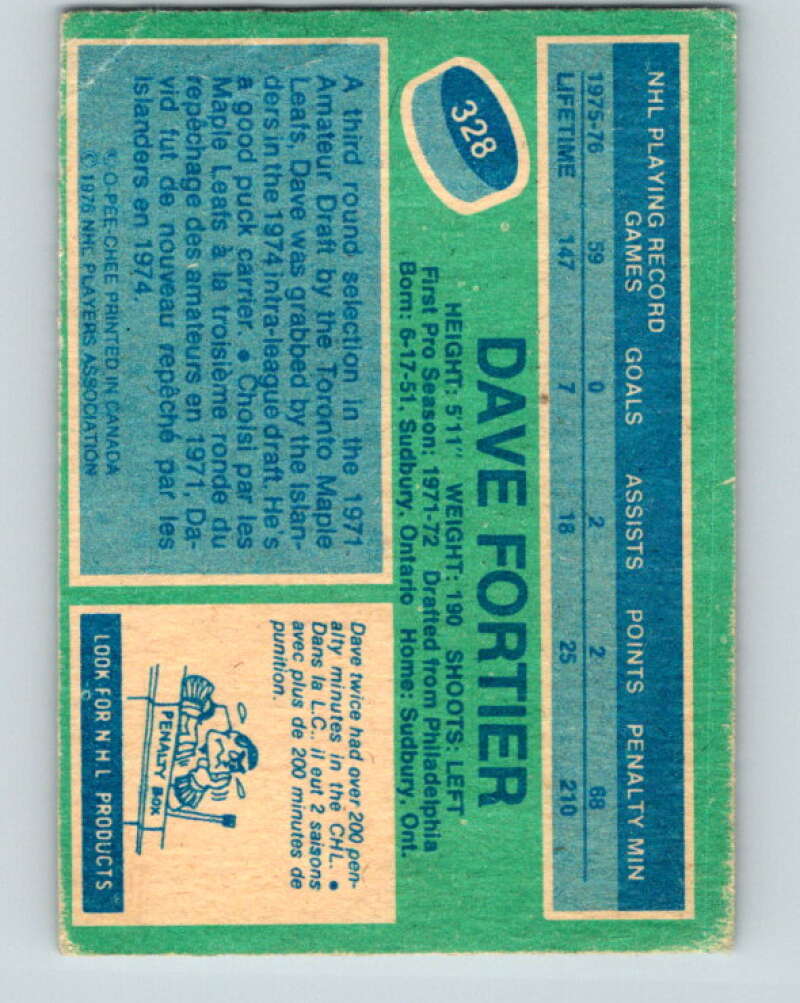 NHL PLAYING RECORD
GAMES GOALS ASSISTS POINTS PENALTY MIN
1975-76 59 0 2 2 68
LIFETIME 147 7 18 25 210
328
DAVE FORTIER
HEIGHT: 5'11" WEIGHT: 190 SHOOTS: LEFT
First Pro Season: 1971-72 Drafted from Philadelphia
Born: 6-17-51, Sudbury, Ontario Home: Sudbury, Ont.
A third round selection in the 1971
Amateur Draft by the Toronto Maple
Leafs, Dave was grabbed by the Islan-
ders in the 1974 intra-league draft. He's
a good puck carrier. • Choisi par les
Maple Leafs à la troisième ronde du
repêchage des amateurs en 1971, Da-
vid fut de nouveau repêché par les
Islanders en 1974.
© O-PEE-CHEE PRINTED IN CANADA
© 1976 NHL PLAYERS ASSOCIATION
Dave twice had over 200 pen-
alty minutes in the CHL. •
Dans la L.C., il eut 2 saisons
avec plus de 200 minutes de
punition.
PENALTY BOX
LOOK FOR N.H.L PRODUCTS